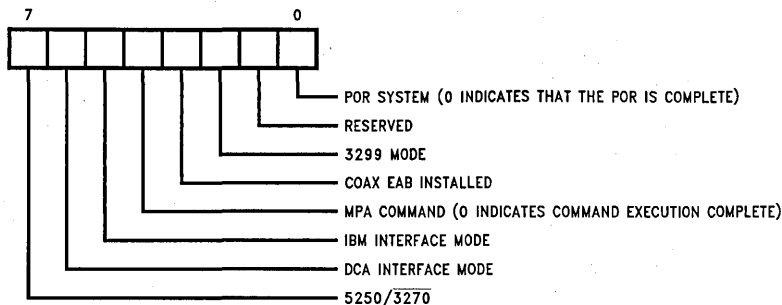 7 0
POR SYSTEM (0 INDICATES THAT THE POR IS COMPLETE)
RESERVED
3299 MODE
COAX EAB INSTALLED
MPA COMMAND (0 INDICATES COMMAND EXECUTION COMPLETE)
IBM INTERFACE MODE
DCA INTERFACE MODE
5250/3270